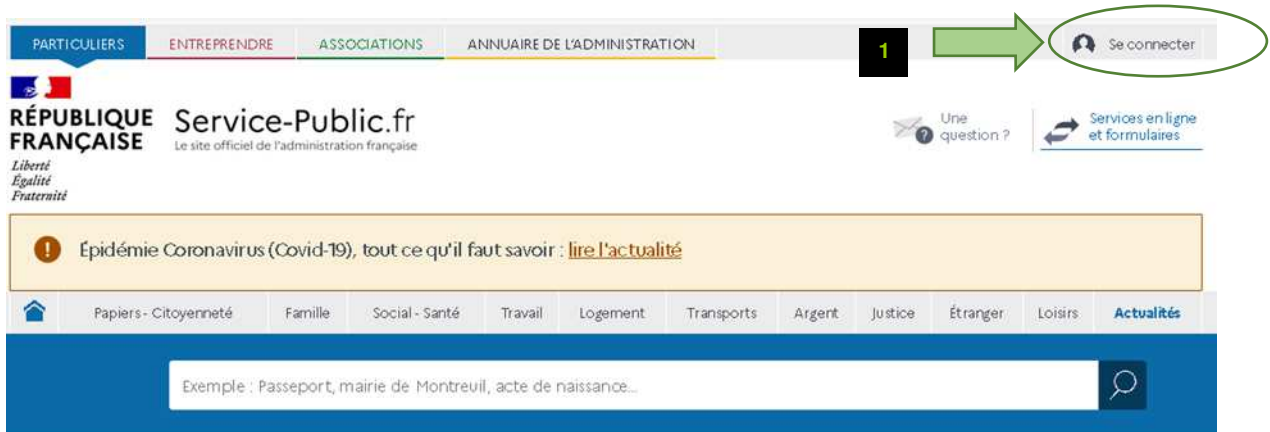 PARTICULIERS ENTREPRENDRE ASSOCIATIONS ANNUAIRE DE L'ADMINISTRATION 1 Se connecter
RÉPUBLIQUE
FRANÇAISE
Liberté
Égalité
Fraternité
Service-Public.fr
Le site officiel de l'administration française
Une
question ?
Services en ligne
et formulaires
Épidémie Coronavirus (Covid-19), tout ce qu'il faut savoir : lire l'actualité
Papiers - Citoyenneté Famille Social - Santé Travail Logement Transports Argent Justice Étranger Loisirs Actualités
Exemple : Passeport, mairie de Montreuil, acte de naissance...